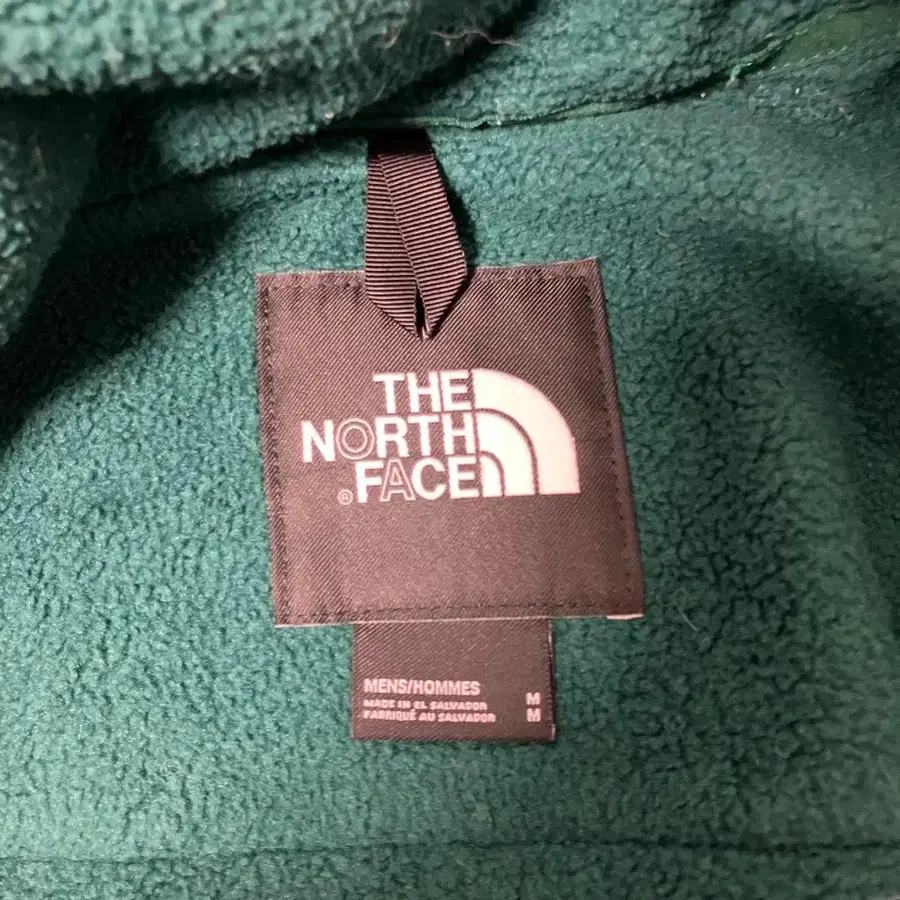 THE
NORTH
® FACE
MENS/HOMMES
MADE IN EL SALVADOR M
FABRIQUÉ AU SALVADOR M